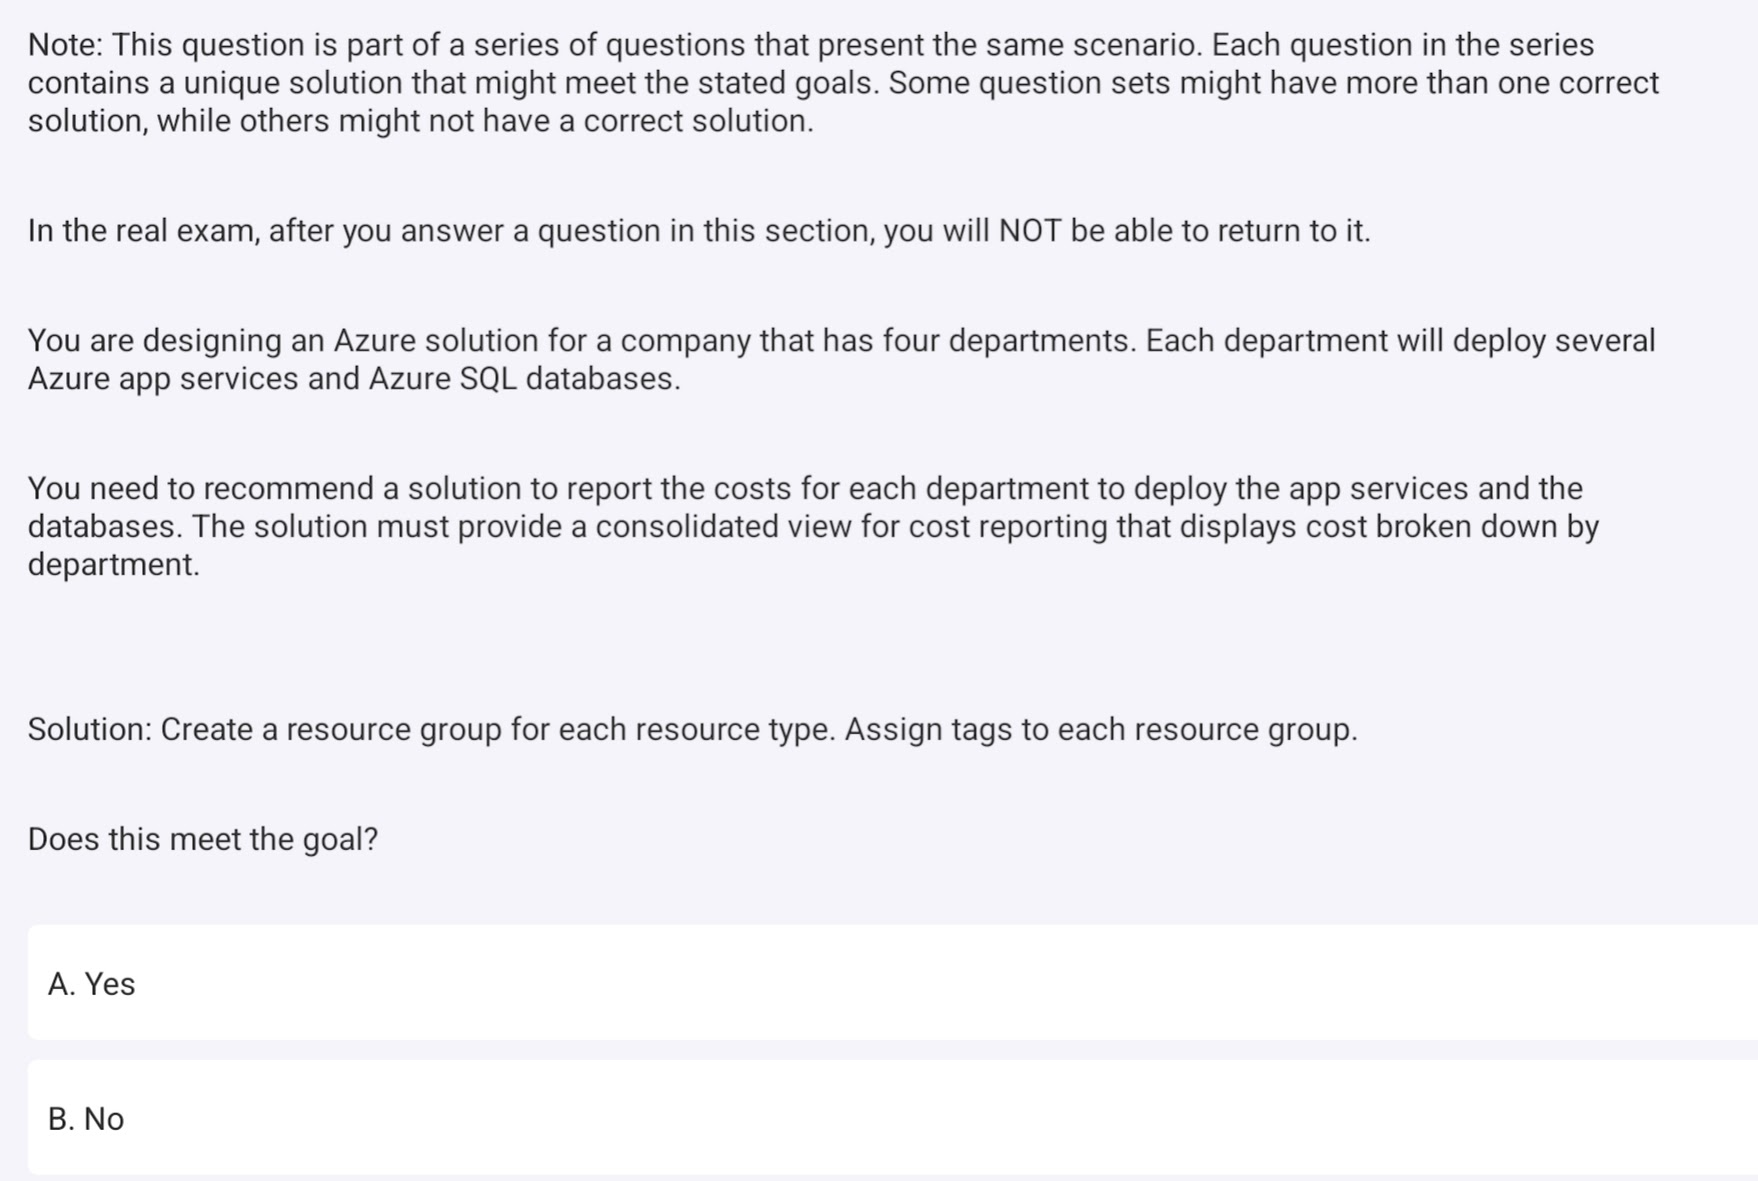 Note: This question is part of a series of questions that present the same scenario. Each question in the series
contains a unique solution that might meet the stated goals. Some question sets might have more than one correct
solution, while others might not have a correct solution.
In the real exam, after you answer a question in this section, you will NOT be able to return to it.
You are designing an Azure solution for a company that has four departments. Each department will deploy several
Azure app services and Azure SQL databases.
You need to recommend a solution to report the costs for each department to deploy the app services and the
databases. The solution must provide a consolidated view for cost reporting that displays cost broken down by
department.
Solution: Create a resource group for each resource type. Assign tags to each resource group.
Does this meet the goal?
A. Yes
B. No